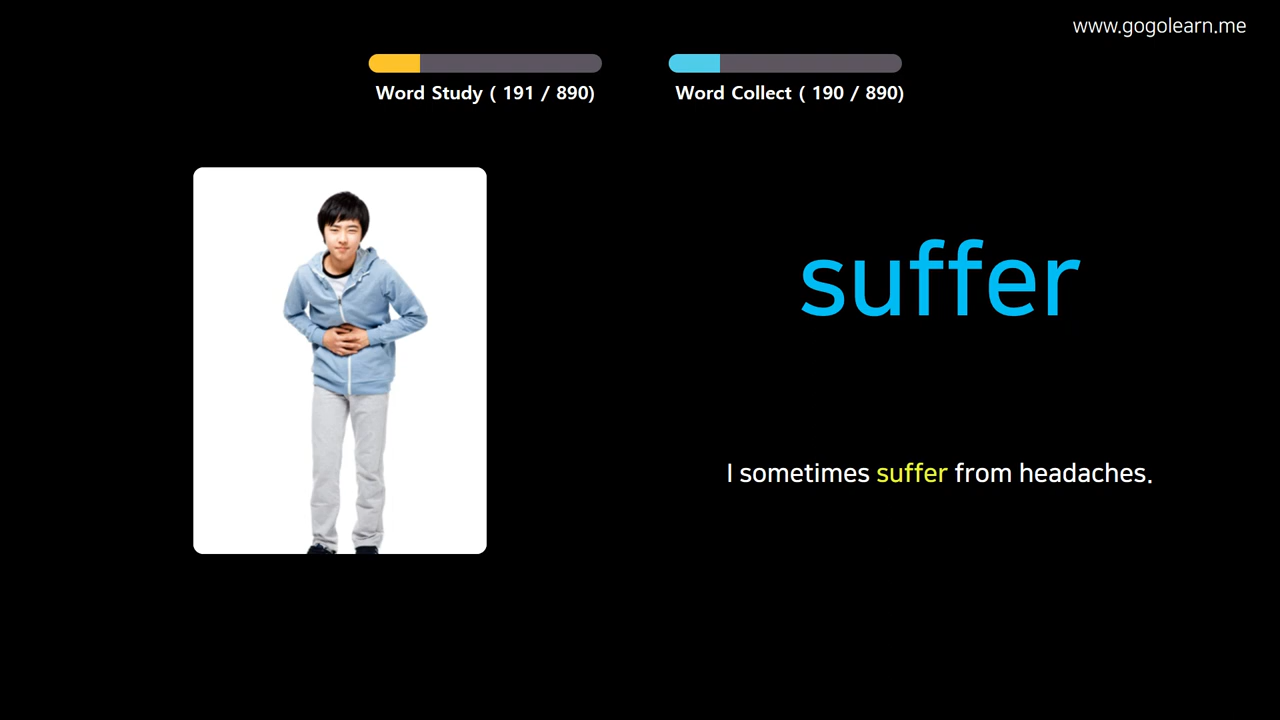 www.gogolearn.me
Word Study ( 191 / 890)
Word Collect ( 190 / 890)
suffer
I sometimes suffer from headaches.